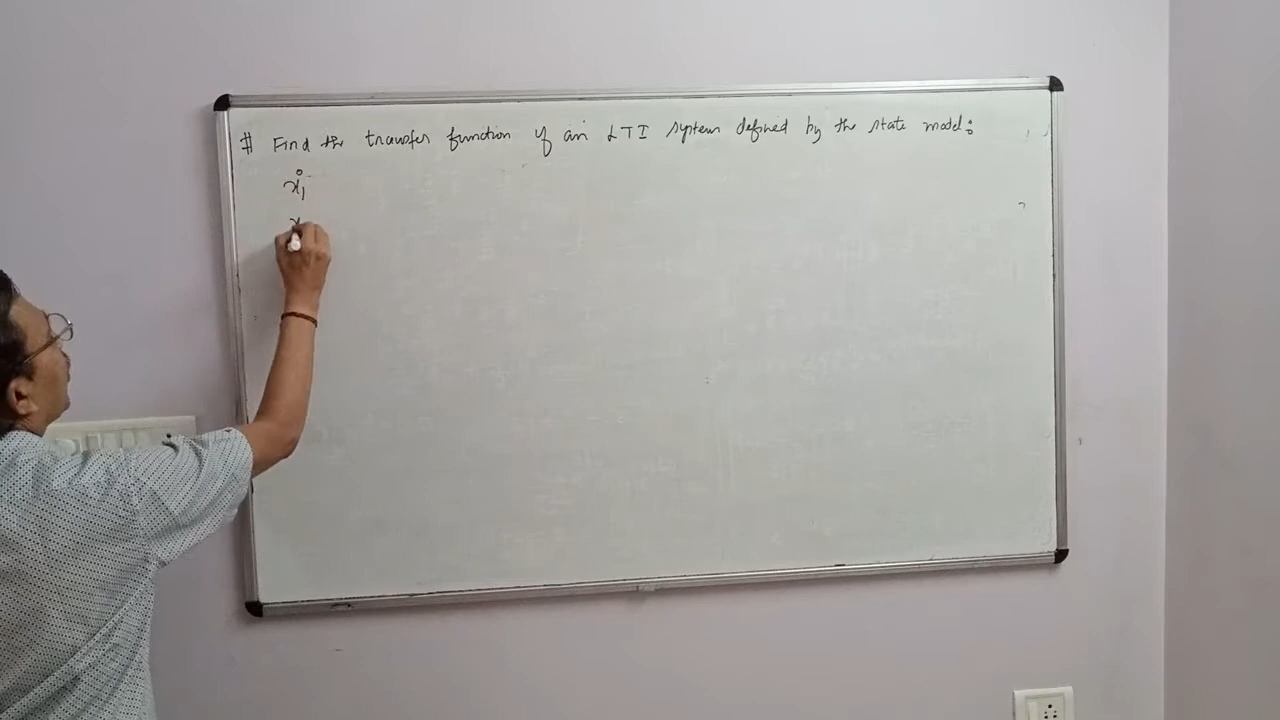 # Find the transfer function of an LTI system defined by the state model:
ẋ₁
x